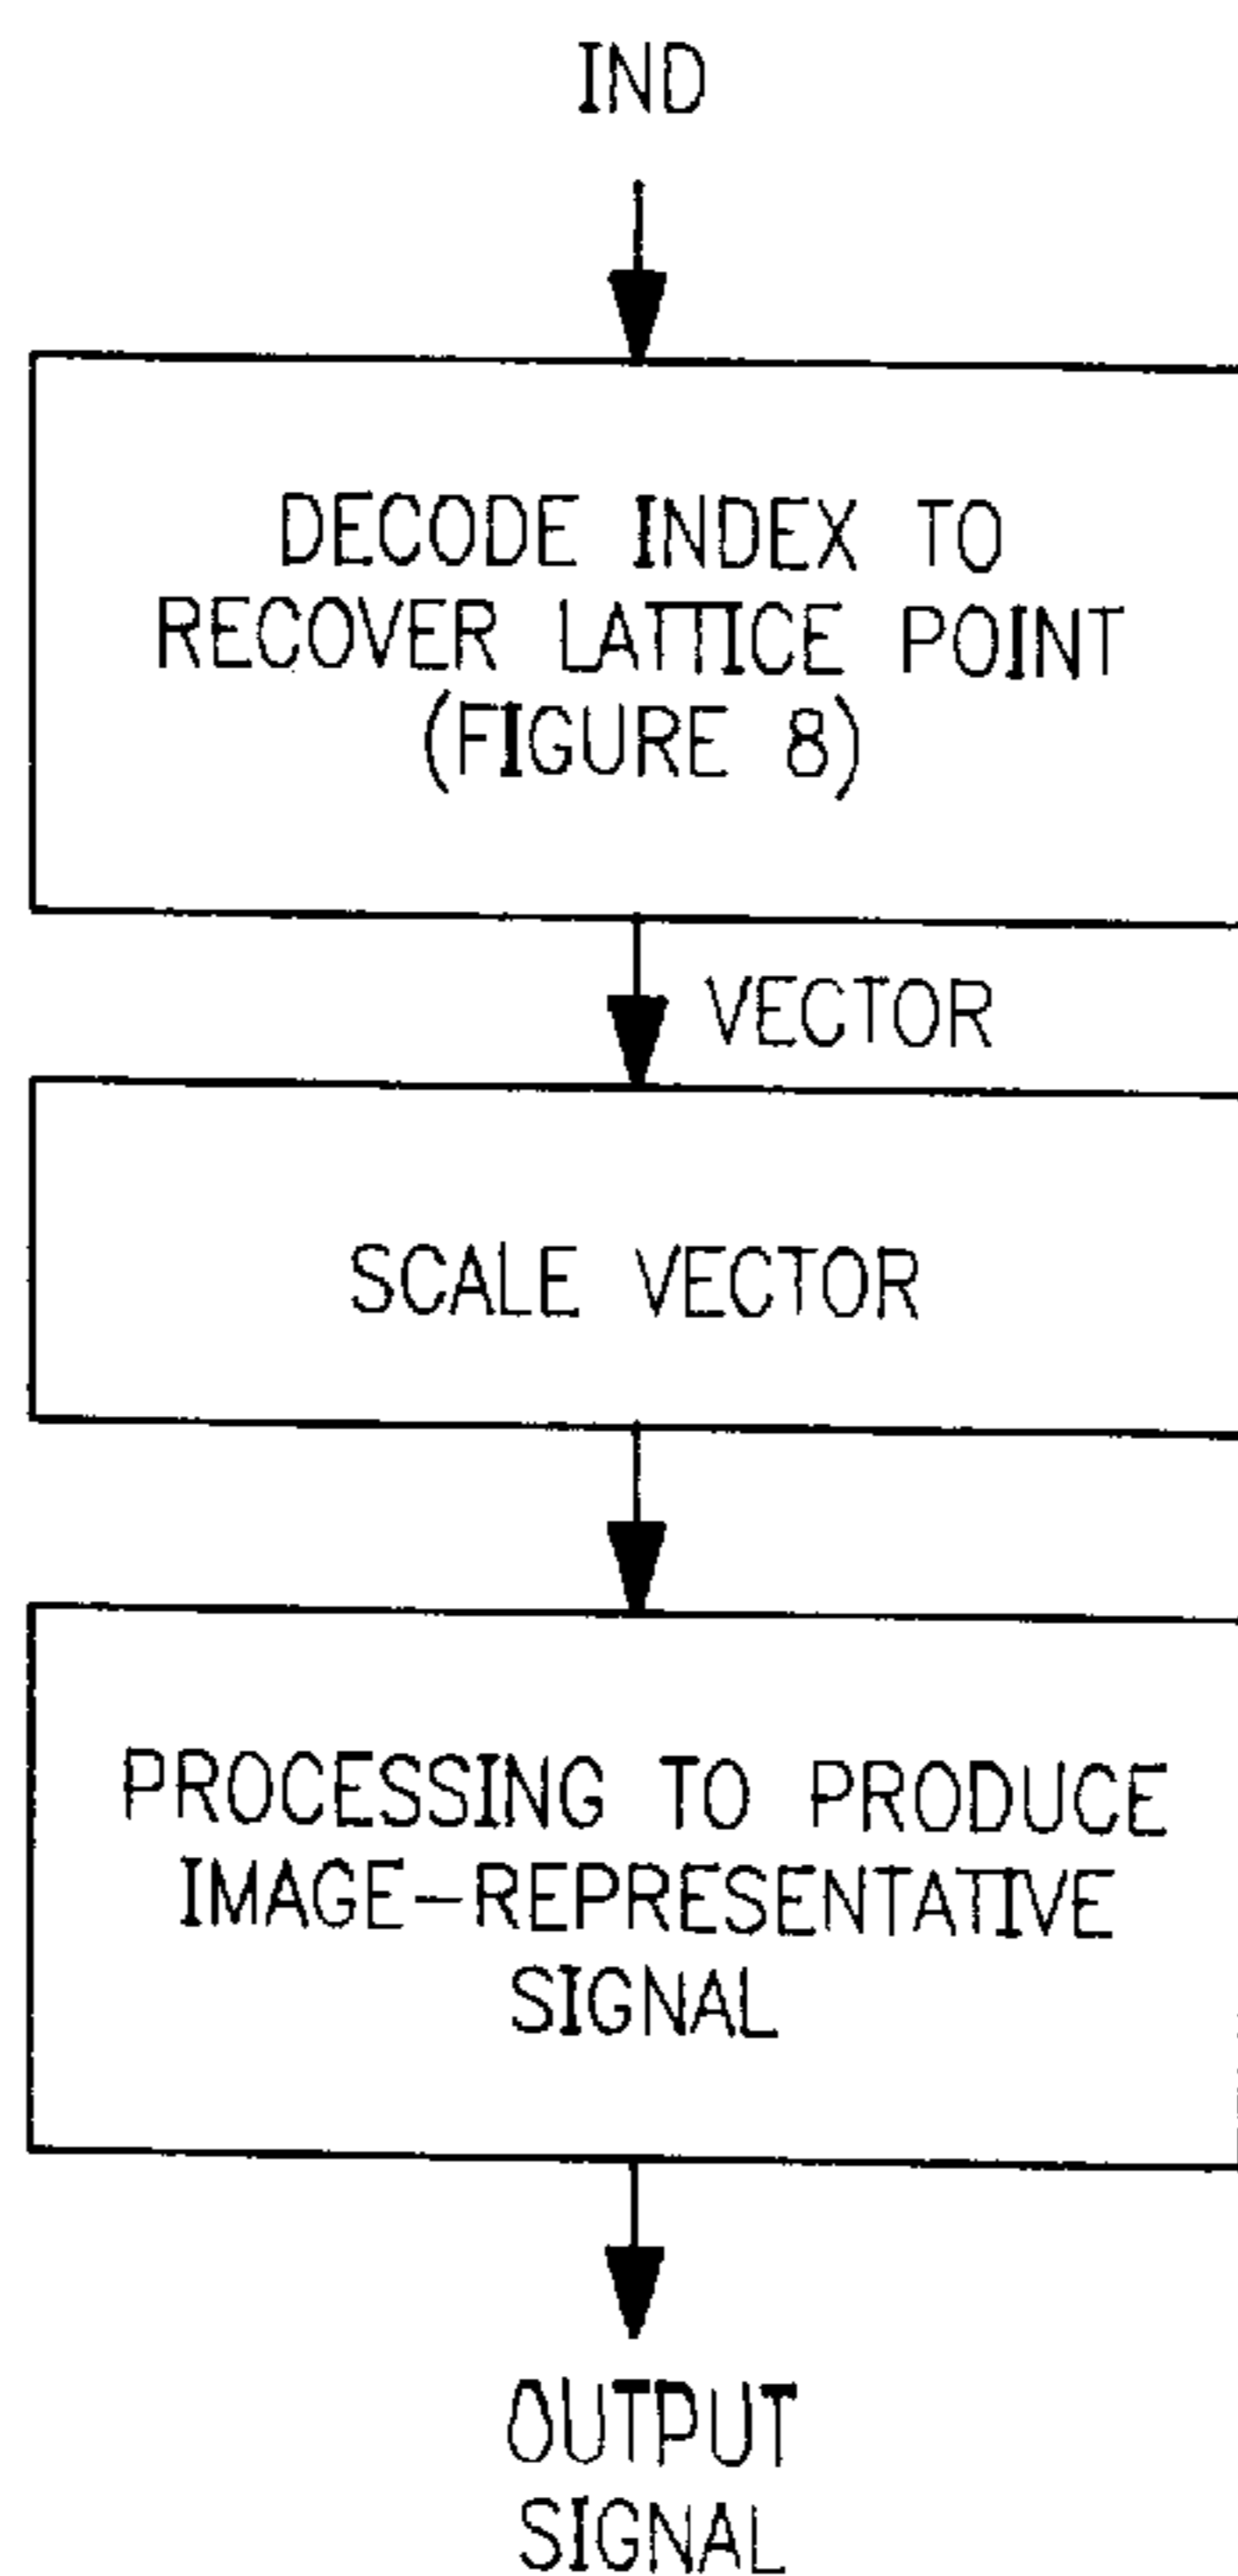 IND
DECODE INDEX TO
RECOVER LATTICE POINT
(FIGURE 8)
VECTOR
SCALE VECTOR
PROCESSING TO PRODUCE
IMAGE-REPRESENTATIVE
SIGNAL
OUTPUT
SIGNAL